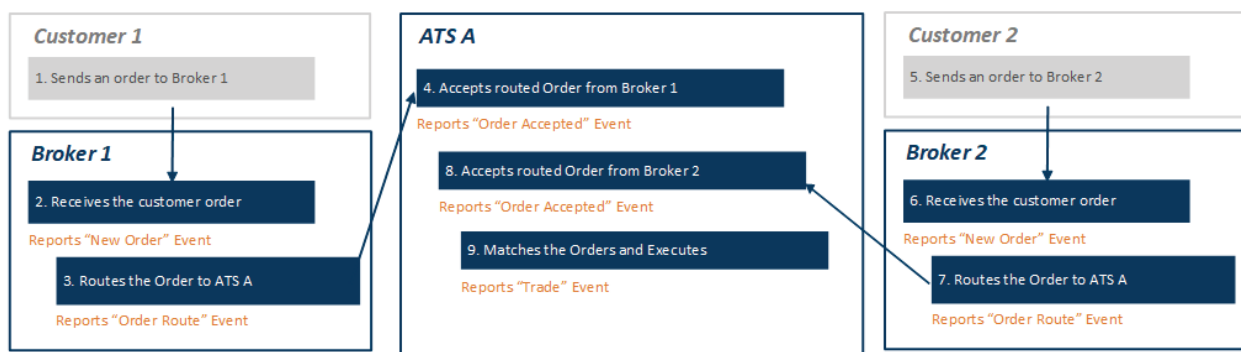 Customer 1
1. Sends an order to Broker 1
Broker 1
2. Receives the customer order
Reports “New Order” Event
3. Routes the Order to ATS A
Reports “Order Route” Event
ATS A
4. Accepts routed Order from Broker 1
Reports “Order Accepted” Event
8. Accepts routed Order from Broker 2
Reports “Order Accepted” Event
9. Matches the Orders and Executes
Reports “Trade” Event
Customer 2
5. Sends an order to Broker 2
Broker 2
6. Receives the customer order
Reports “New Order” Event
7. Routes the Order to ATS A
Reports “Order Route” Event